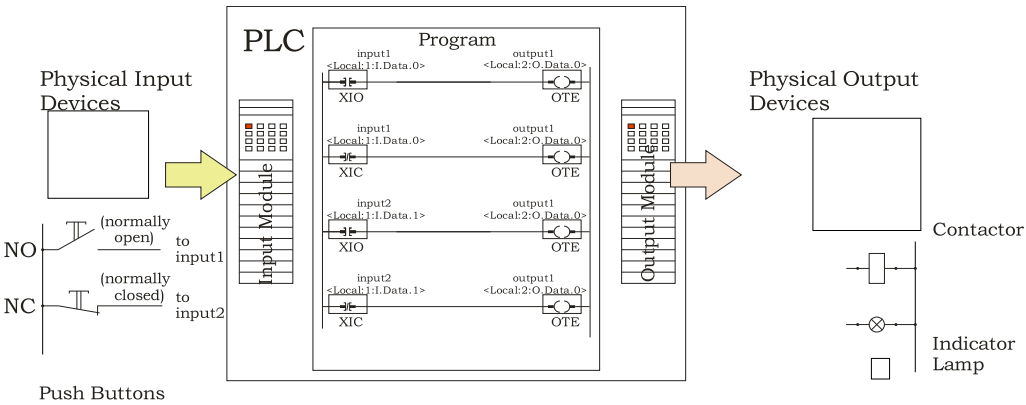 PLC
Program
Physical Input
Devices
Physical Output
Devices
input1
<Local:1:I.Data.0>
XIO
output1
<Local:2:O.Data.0>
OTE
input1
<Local:1:I.Data.0>
XIC
output1
<Local:2:O.Data.0>
OTE
input2
<Local:1:I.Data.1>
XIO
output1
<Local:2:O.Data.0>
OTE
input2
<Local:1:I.Data.1>
XIC
output1
<Local:2:O.Data.0>
OTE
Input Module
Output Module
NO
(normally
open)
to
input1
NC
(normally
closed)
to
input2
Push Buttons
Contactor
Indicator
Lamp